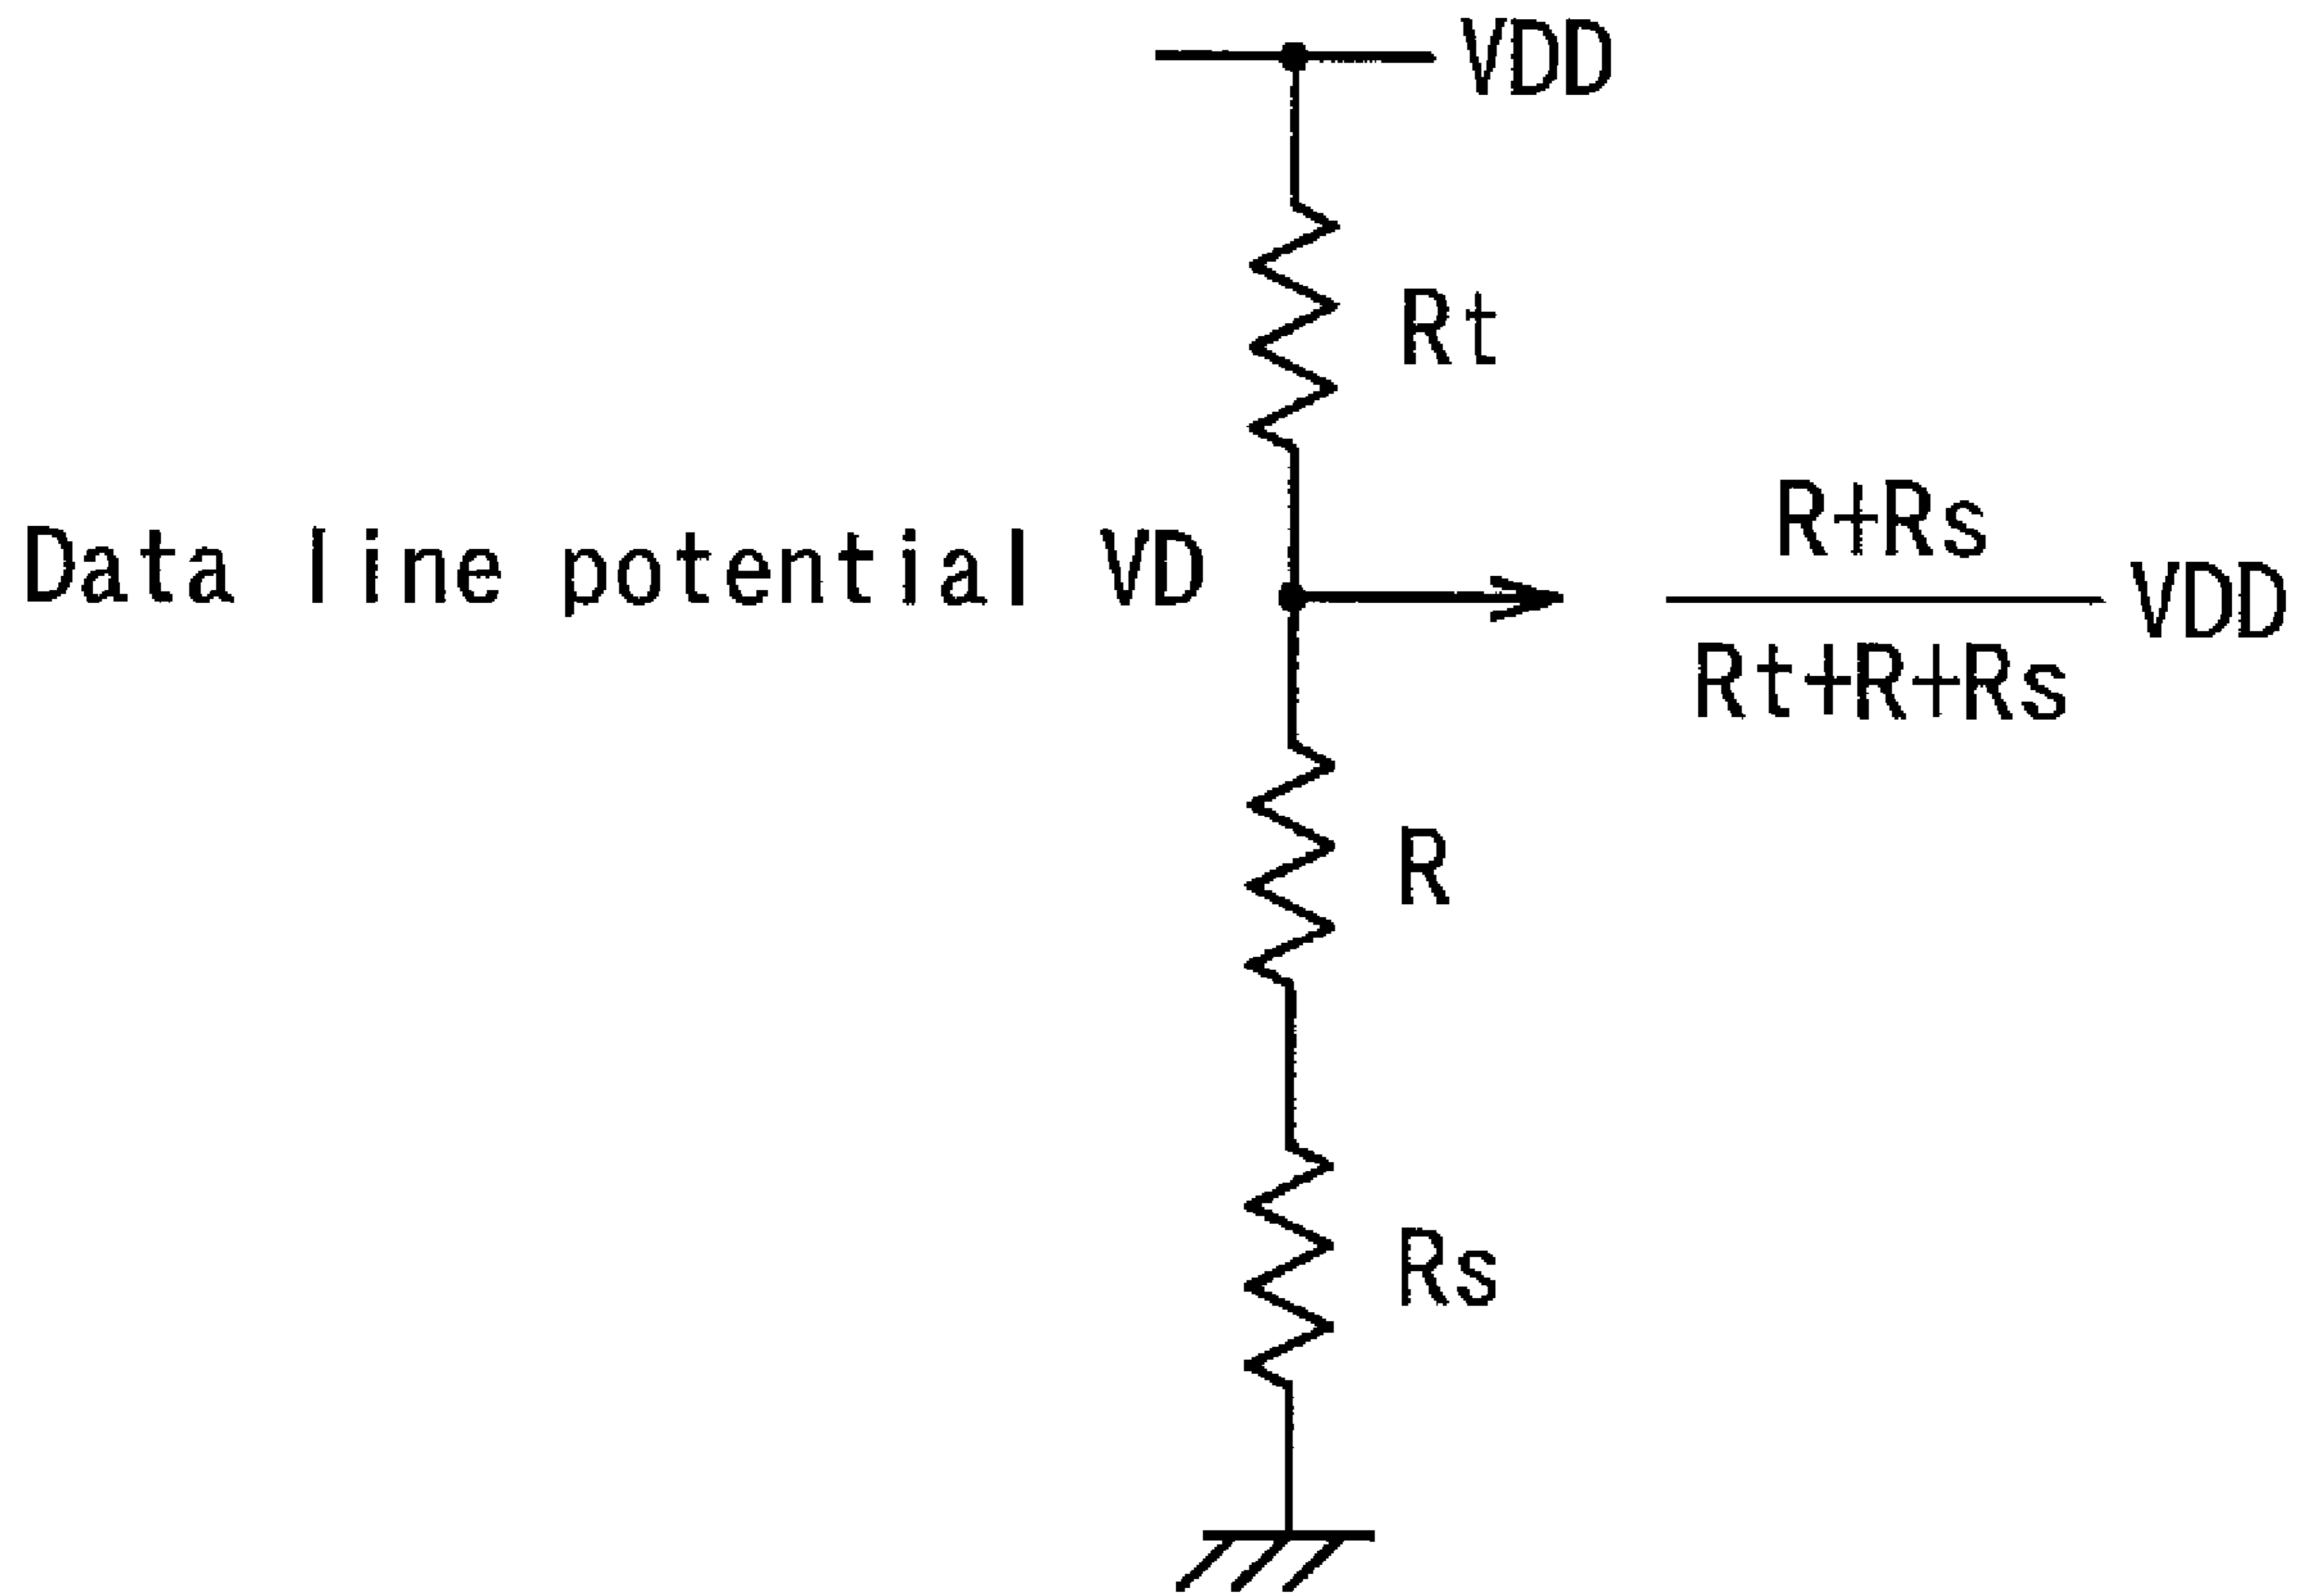 VDD
Rt
Data line potential VD
R+Rs
VDD
Rt+R+Rs
R
Rs